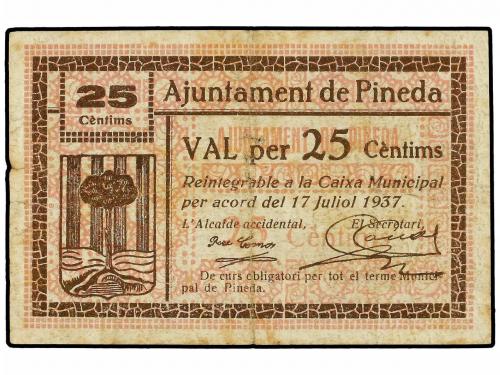 25
Cèntims
Ajuntament de Pineda
VAL per 25 Cèntims
Reintegrable a la Caixa Municipal
per acord del 17 juliol 1937.
L'Alcalde accidental, El Secretari,
De curs obligatori per tot el terme Munici-
pal de Pineda.